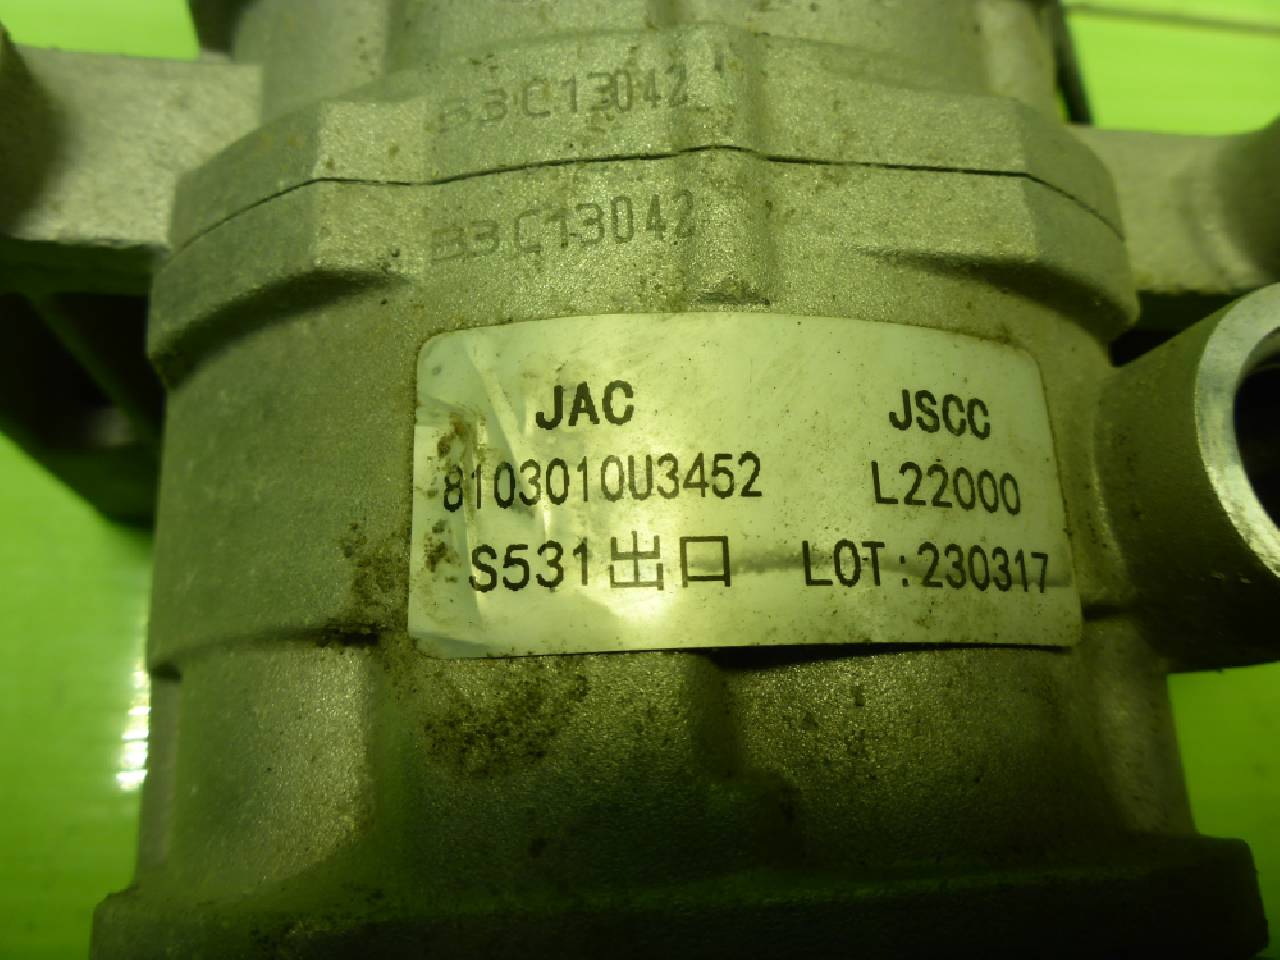 B3C13042
B3C13042
JAC JSCC
8103010U3452 L22000
S531出口 LOT:230317